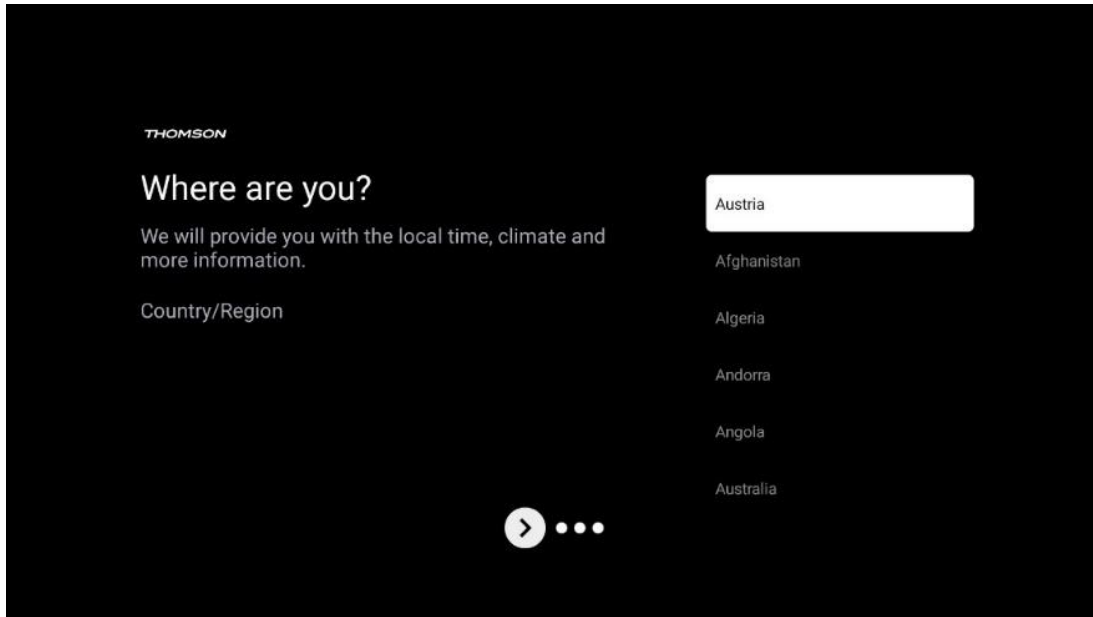 THOMSON
Where are you?
We will provide you with the local time, climate and
more information.
Country/Region
Austria
Afghanistan
Algeria
Andorra
Angola
Australia